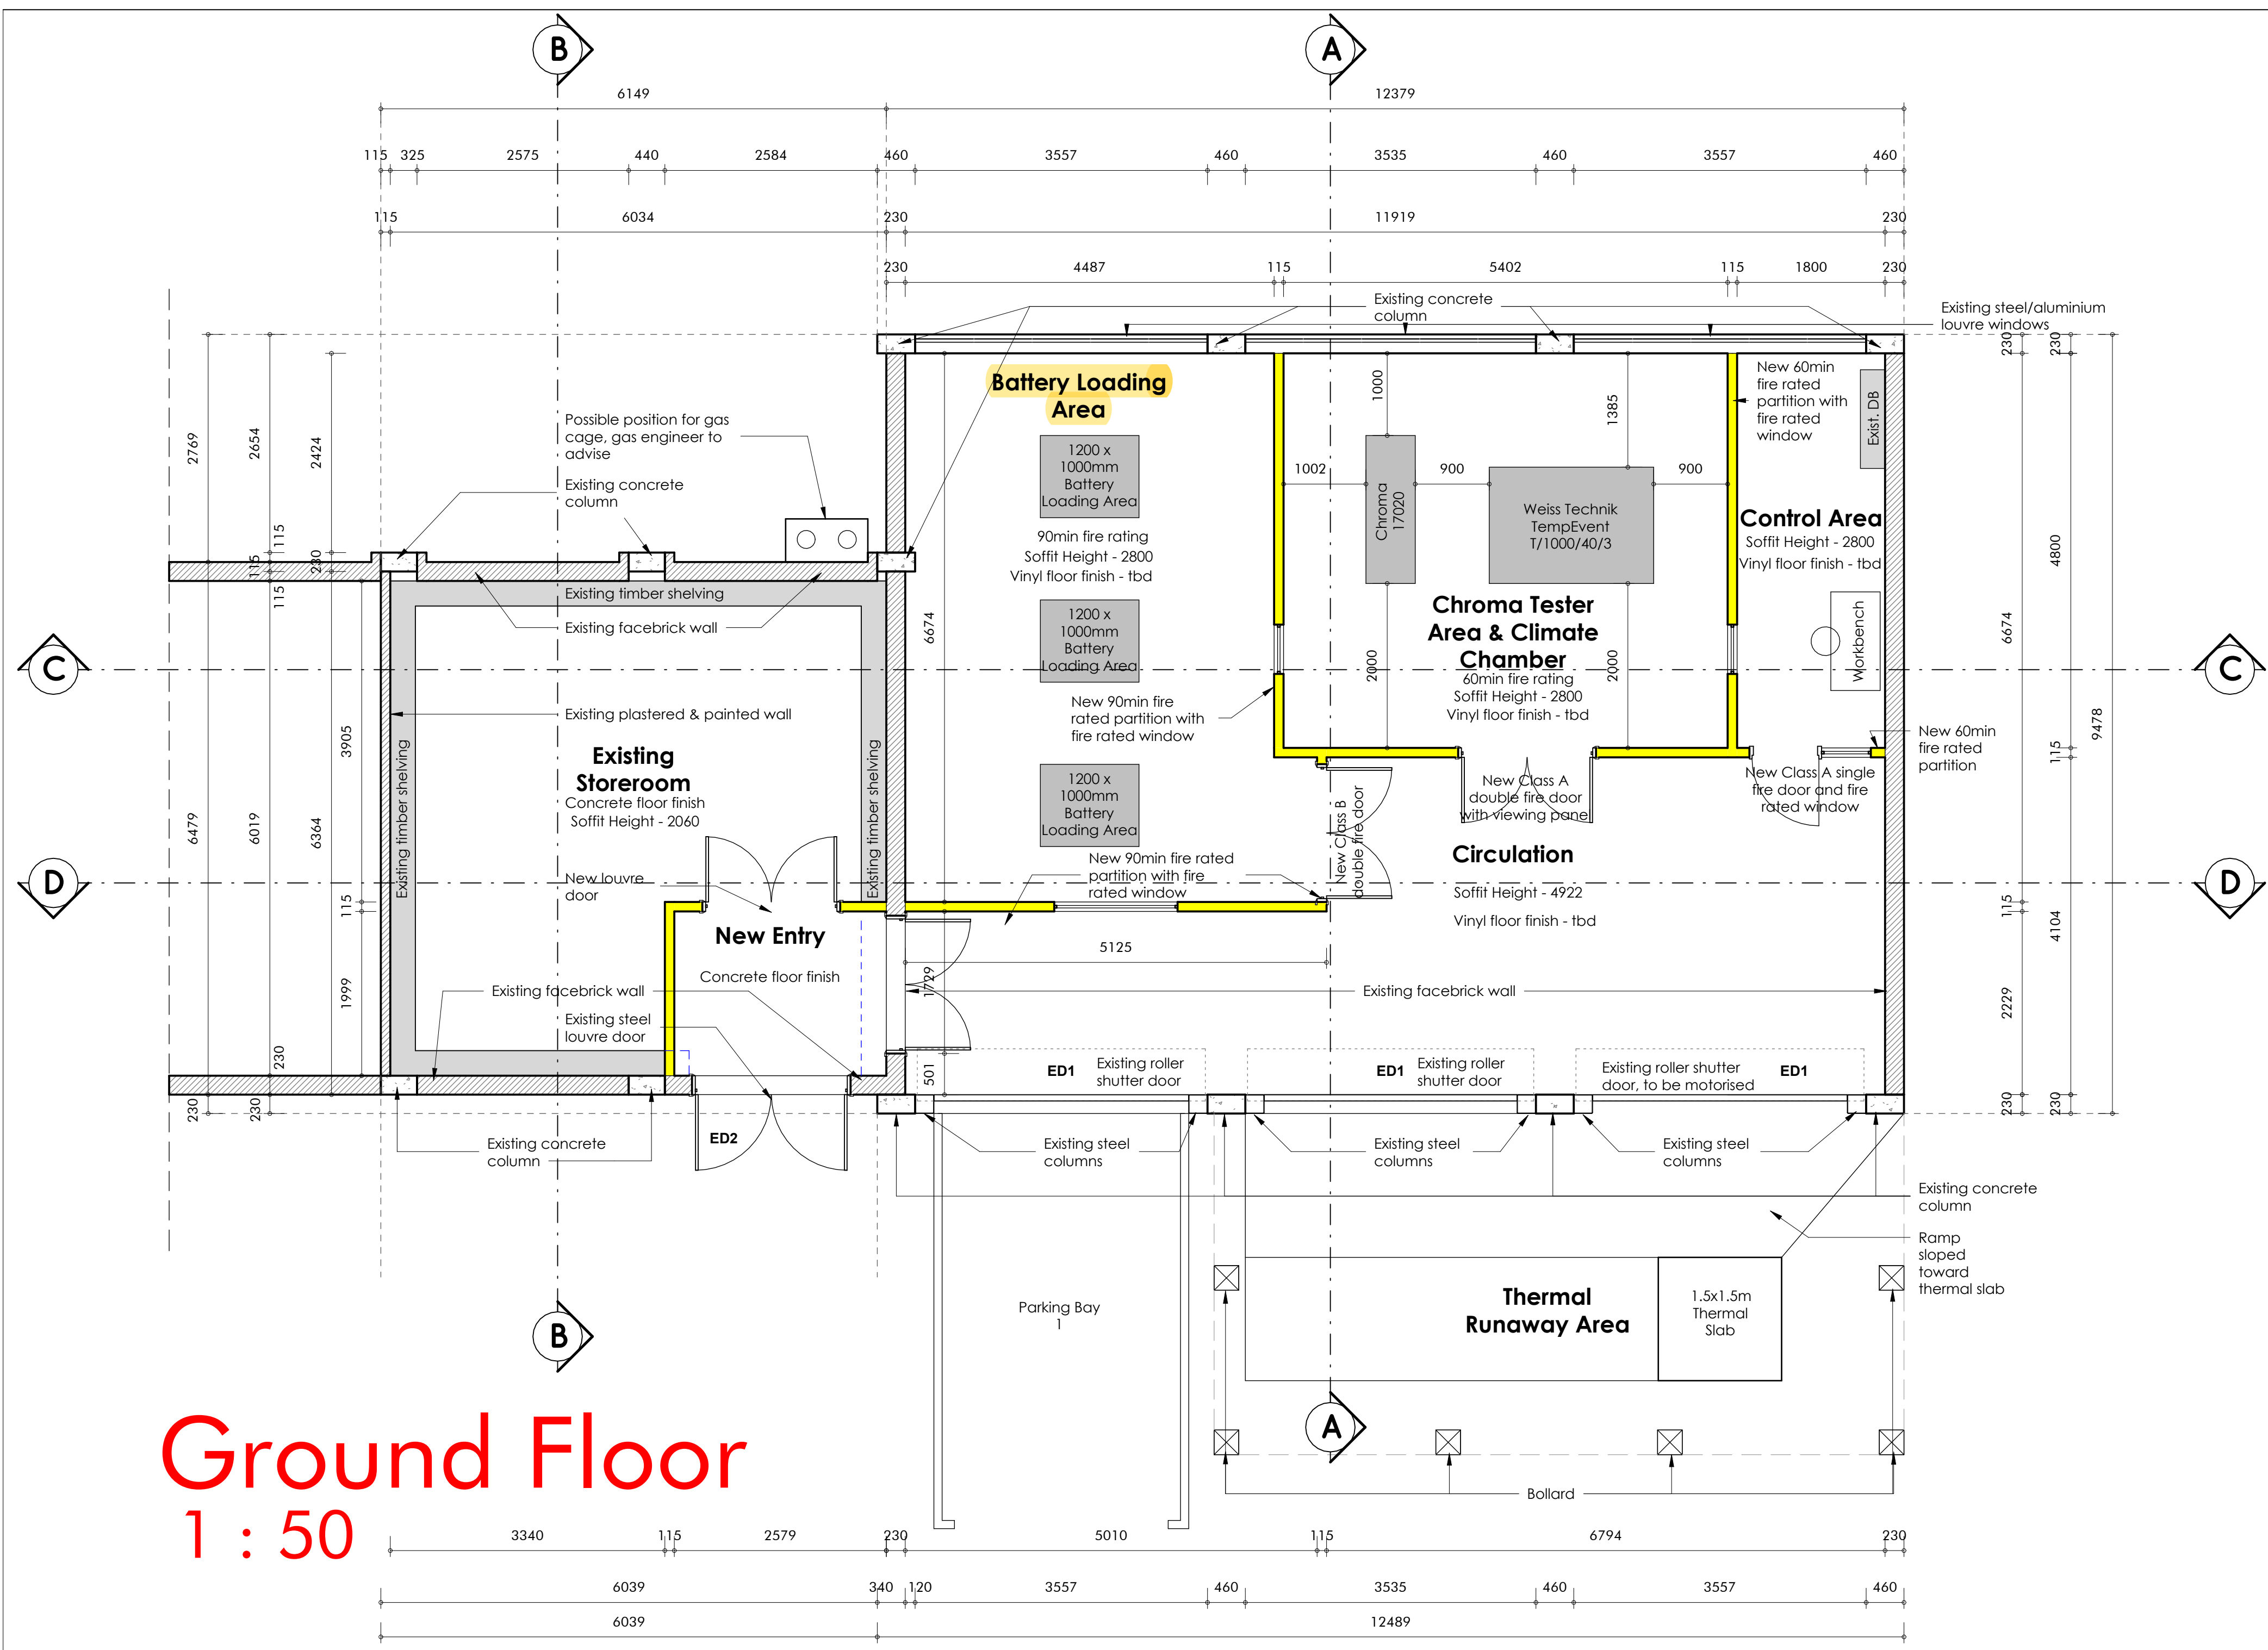 B
A
6149
12379
115
325
2575
440
2584
460
3557
460
3535
460
3557
460
115
6034
230
11919
230
230
4487
115
5402
115
1800
230
Existing concrete
column
Existing steel/aluminium
louvre windows
Battery Loading
Area
1200 x
1000mm
Battery
Loading Area
90min fire rating
Soffit Height - 2800
Vinyl floor finish - tbd
1200 x
1000mm
Battery
Loading Area
New 90min fire
rated partition with
fire rated window
1200 x
1000mm
Battery
Loading Area
New 90min fire rated
partition with fire
rated window
1000
1385
1002
900
900
Chroma
17020
Weiss Technik
TempEvent
T/1000/40/3
Chroma Tester
Area & Climate
Chamber
60min fire rating
Soffit Height - 2800
Vinyl floor finish - tbd
2000
2000
New 60min
fire rated
partition with
fire rated
window
Exist. DB
Control Area
Soffit Height - 2800
Vinyl floor finish - tbd
Workbench
New 60min
fire rated
partition
New Class A single
fire door and fire
rated window
New Class A
double fire door
with viewing panel
New Class B
double fire door
Circulation
Soffit Height - 4922
Vinyl floor finish - tbd
Possible position for gas
cage, gas engineer to
advise
Existing concrete
column
Existing timber shelving
Existing facebrick wall
Existing plastered & painted wall
Existing timber shelving
Existing timber shelving
Existing
Storeroom
Concrete floor finish
Soffit Height - 2060
New louvre
door
New Entry
Concrete floor finish
Existing facebrick wall
Existing steel
louvre door
5125
Existing facebrick wall
6674
1729
501
ED1
Existing roller
shutter door
ED1
Existing roller
shutter door
Existing roller shutter
door, to be motorised
ED1
ED2
Existing concrete
column
Existing steel
columns
Existing steel
columns
Existing steel
columns
Existing concrete
column
Ramp
sloped
toward
thermal slab
Parking Bay
1
Thermal
Runaway Area
1.5x1.5m
Thermal
Slab
Bollard
2769
2654
2424
115
115
230
115
3905
6479
6019
6364
115
1999
230
230
230
230
230
4800
6674
9478
115
115
4104
2229
230
230
C
C
D
D
B
A
Ground Floor
1 : 50
3340
115
2579
230
5010
115
6794
230
6039
340
120
3557
460
3535
460
3557
460
6039
12489